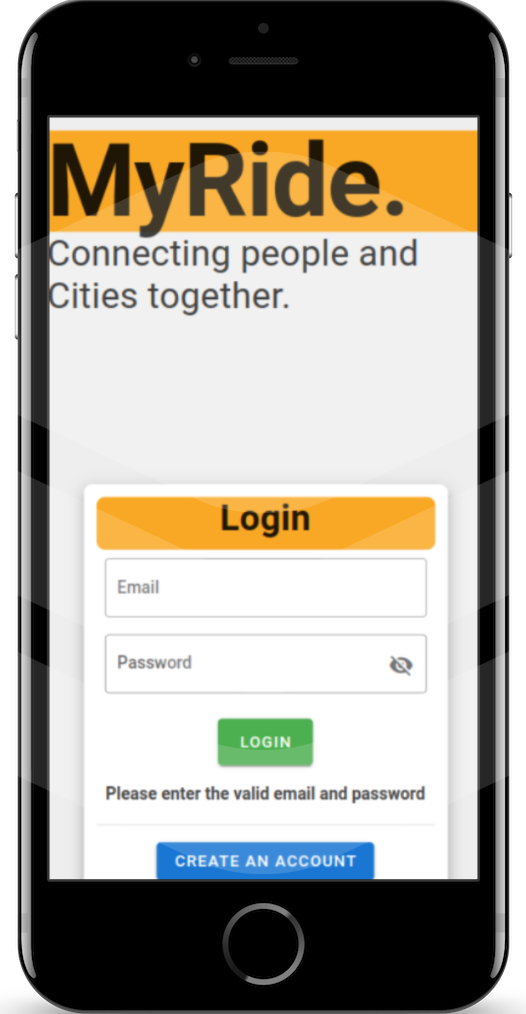 MyRide.
Connecting people and
Cities together.
Login
Email
Password
LOGIN
Please enter the valid email and password
CREATE AN ACCOUNT